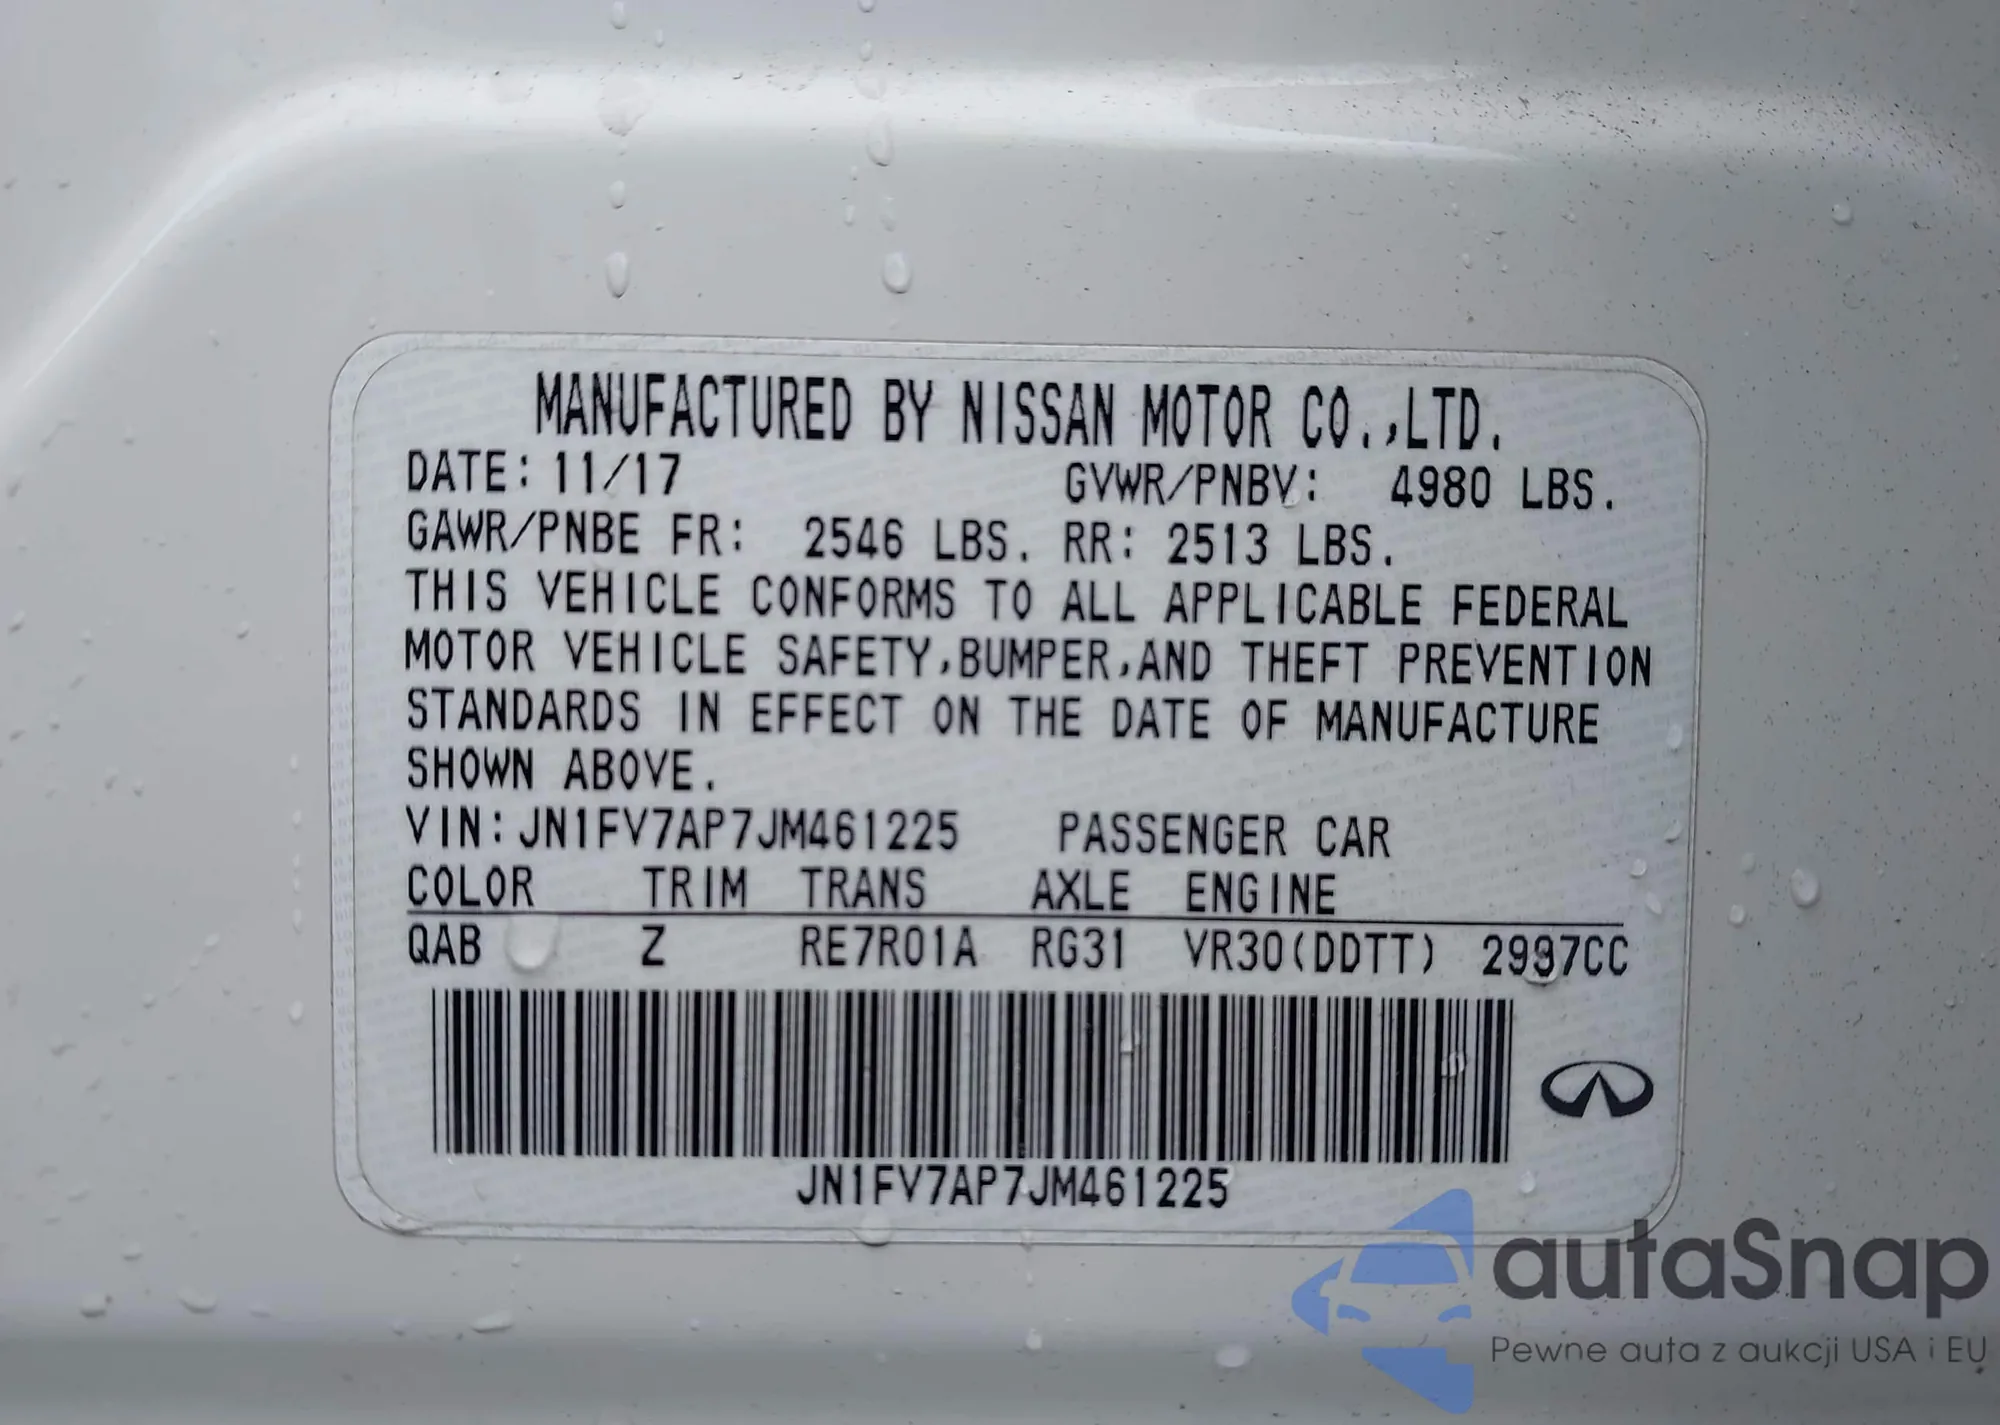 MANUFACTURED BY NISSAN MOTOR CO.,LTD.
DATE: 11/17 GVWR/PNBV: 4980 LBS.
GAWR/PNBE FR: 2546 LBS. RR: 2513 LBS.
THIS VEHICLE CONFORMS TO ALL APPLICABLE FEDERAL
MOTOR VEHICLE SAFETY,BUMPER,AND THEFT PREVENTION
STANDARDS IN EFFECT ON THE DATE OF MANUFACTURE
SHOWN ABOVE.
VIN: JN1FV7AP7JM461225 PASSENGER CAR
COLOR TRIM TRANS AXLE ENGINE
QAB Z RE7R01A RG31 VR30(DDTT) 2997CC
JN1FV7AP7JM461225
autaSnap
Pewne auta z aukcji USA i EU